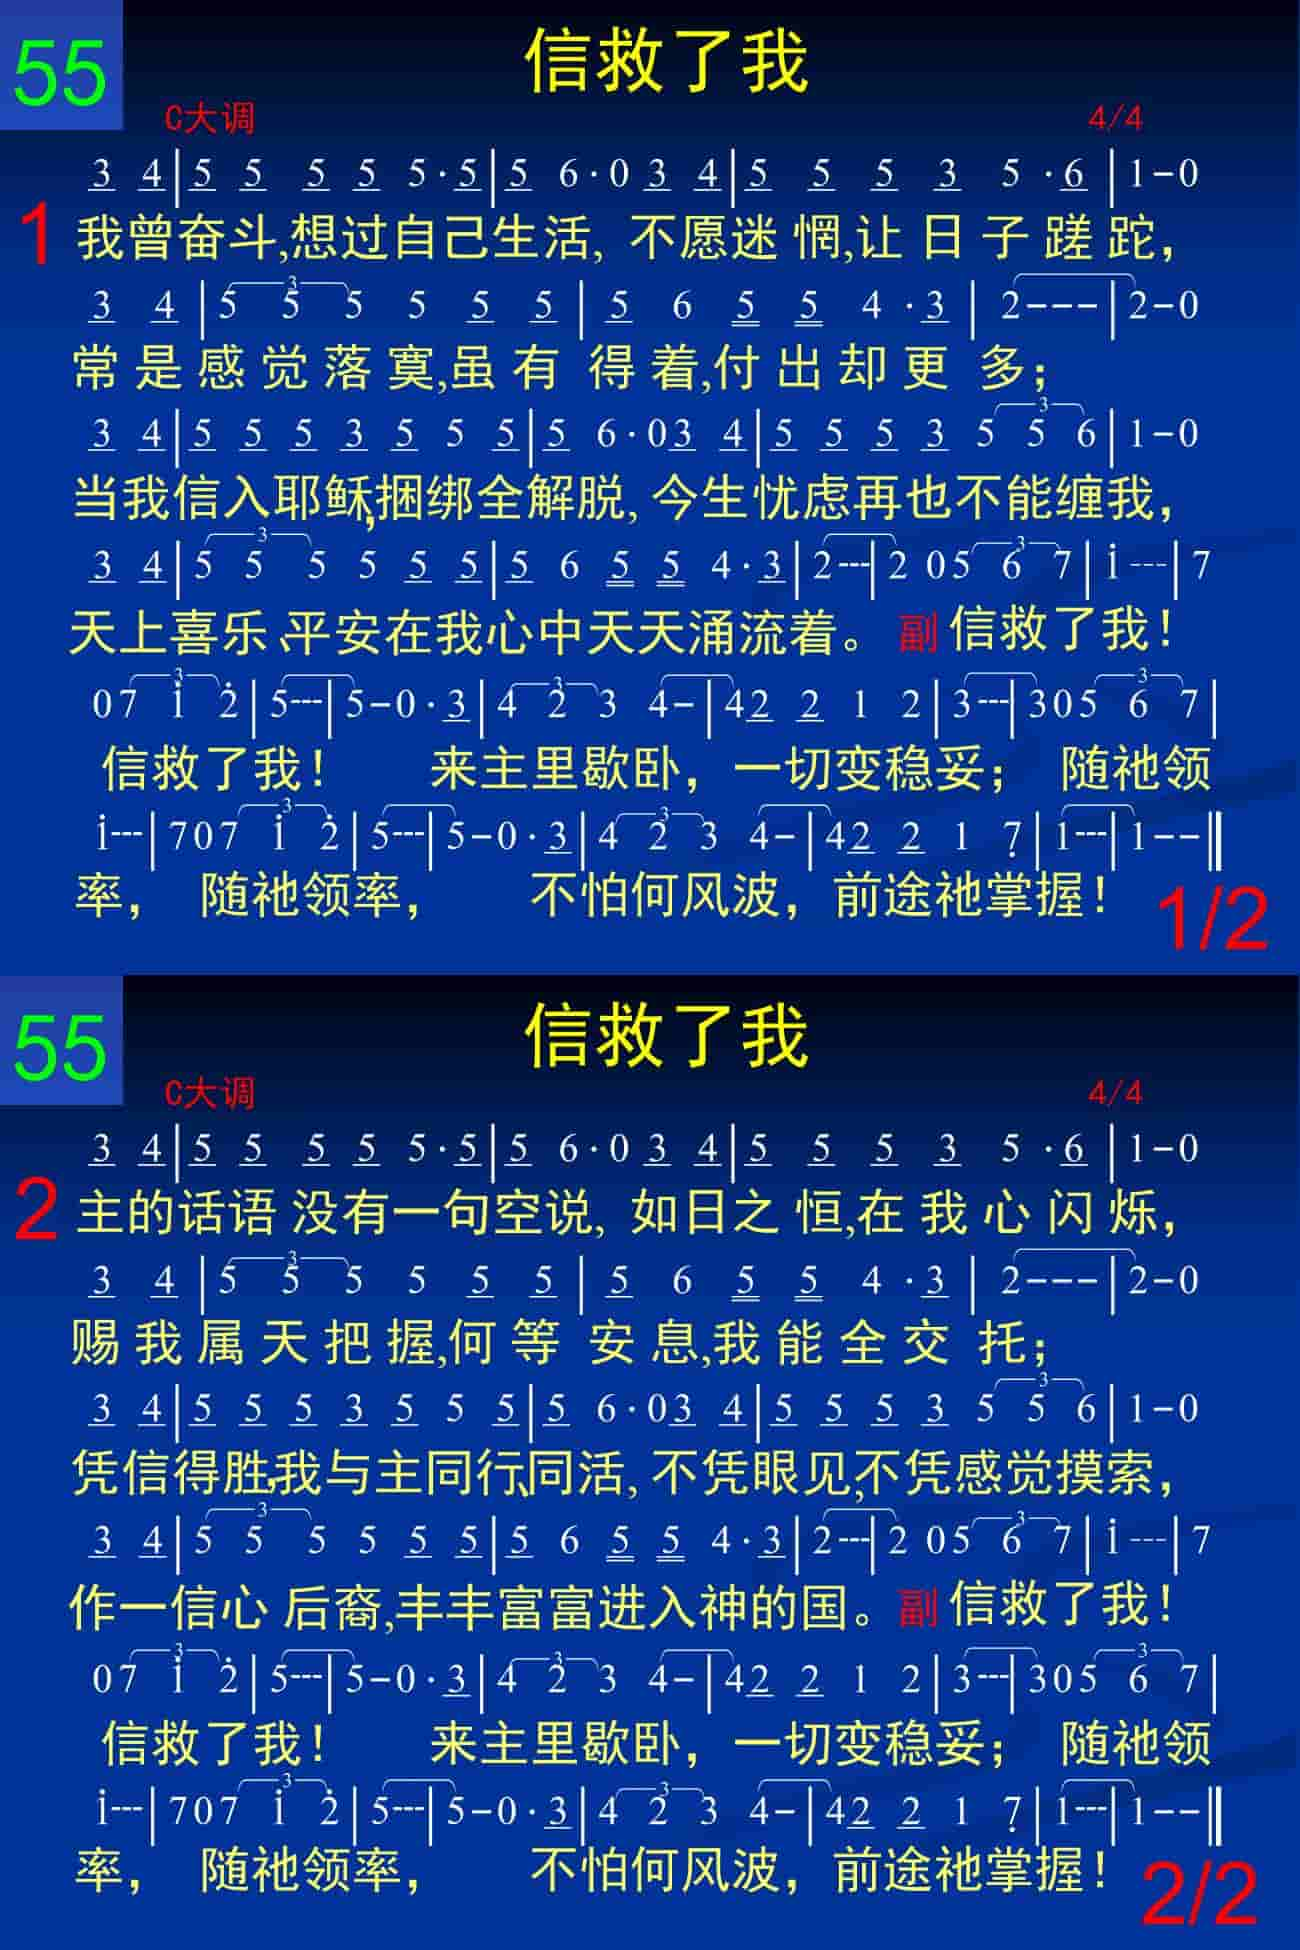 55
信救了我
C大调 4/4
3 4|5 5 5 5 5·5|5 6·0 3 4|5 5 5 3 5 ·6|1-0
1 我曾奋斗,想过自己生活, 不愿迷惘,让日子蹉跎，
3 4|5 5 5 5 5 5|5 6 5 5 4·3|2---|2-0
常是感觉落寞,虽有 得着,付出却更 多；
3 4|5 5 5 3 5 5 5|5 6·03 4|5 5 5 3 5 5 6|1-0
当我信入耶稣,捆绑全解脱, 今生忧虑再也不能缠我，
3 4|5 5 5 5 5 5|5 6 5 5 4·3|2---|2 05 6 7|i ---|7
天上喜乐、平安在我心中天天涌流着。 副 信救了我！
07 i 2|5---|5-0·3|4 2 3 4-|42 2 1 2|3---|305 6 7|
信救了我！ 来主里歇卧，一切变稳妥； 随祂领
i---|707 i 2|5---|5-0·3|4 2 3 4-|42 2 1 7|1---|1--‖
率， 随祂领率， 不怕何风波，前途祂掌握！
1/2
55
信救了我
C大调 4/4
3 4|5 5 5 5 5·5|5 6·0 3 4|5 5 5 3 5 ·6|1-0
2 主的话语 没有一句空说, 如日之恒,在我心闪烁，
3 4|5 5 5 5 5 5|5 6 5 5 4·3|2---|2-0
赐我属天把握,何等 安息,我能全交 托；
3 4|5 5 5 3 5 5 5|5 6·03 4|5 5 5 3 5 5 6|1-0
凭信得胜,我与主同行、同活, 不凭眼见,不凭感觉摸索，
3 4|5 5 5 5 5 5|5 6 5 5 4·3|2---|2 05 6 7|i ---|7
作一信心 后裔,丰丰富富进入神的国。 副 信救了我！
07 i 2|5---|5-0·3|4 2 3 4-|42 2 1 2|3---|305 6 7|
信救了我！ 来主里歇卧，一切变稳妥； 随祂领
i---|707 i 2|5---|5-0·3|4 2 3 4-|42 2 1 7|1---|1--‖
率， 随祂领率， 不怕何风波，前途祂掌握！
2/2